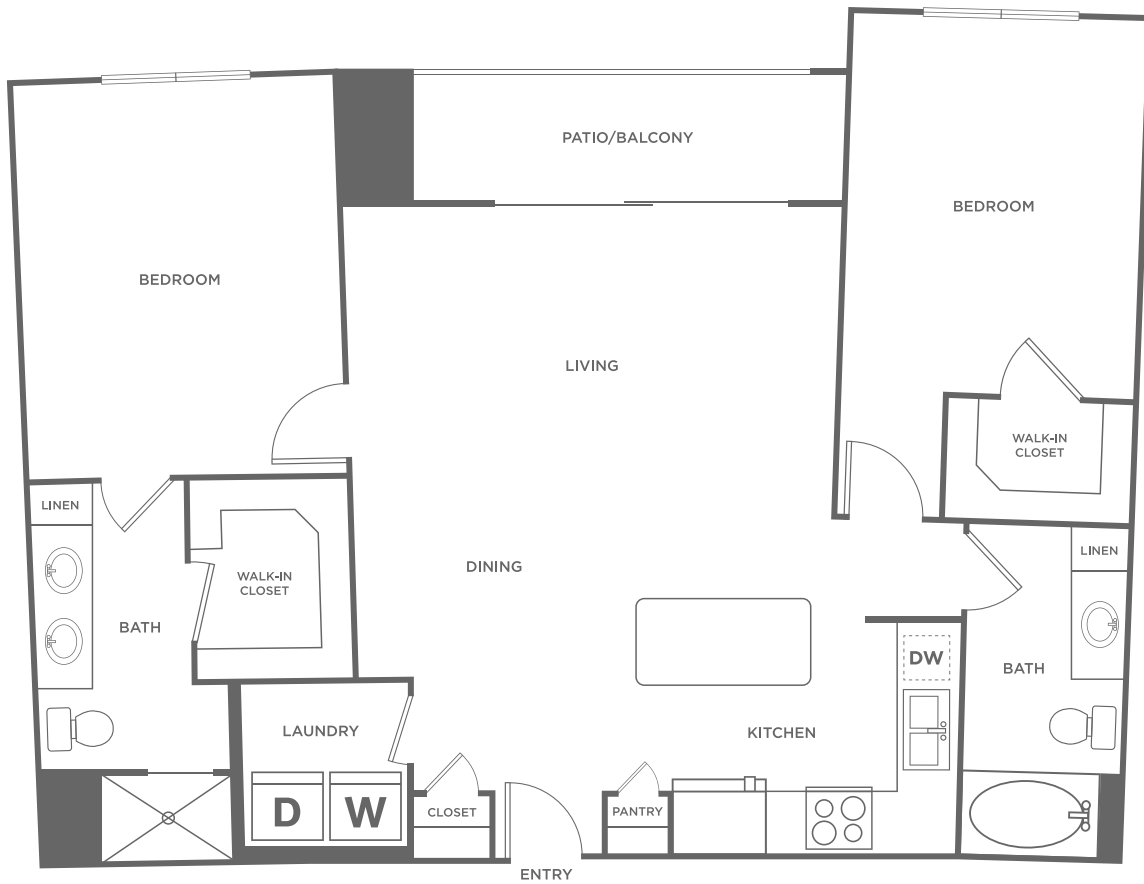 PATIO/BALCONY
BEDROOM
BEDROOM
LIVING
WALK-IN
CLOSET
LINEN
LINEN
DINING
WALK-IN
CLOSET
BATH
DW
BATH
LAUNDRY
KITCHEN
D
W
CLOSET
PANTRY
ENTRY